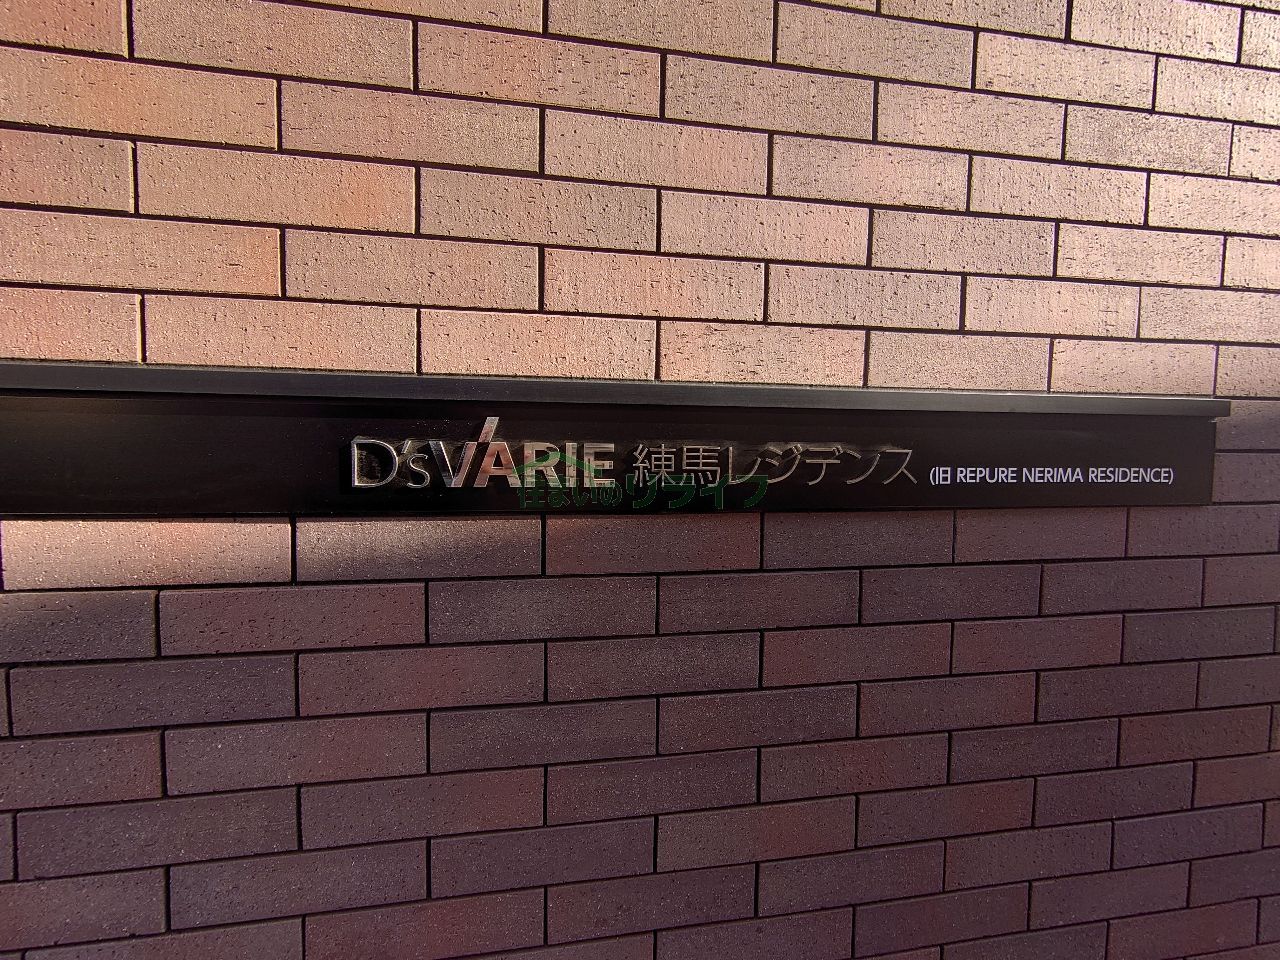 D'sVARIE 練馬レジデンス (旧 REPURE NERIMA RESIDENCE)
住まいのリライフ